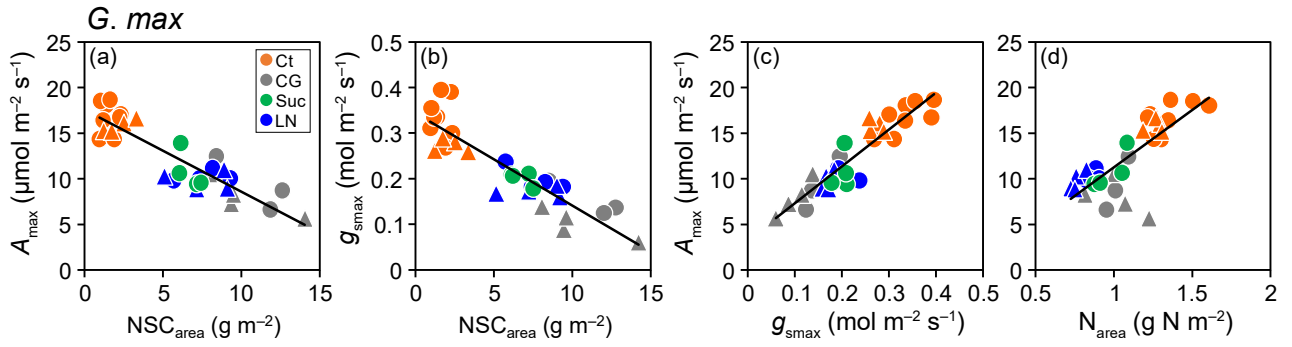 G. max
(a)
25
20
15
10
5
0
A_max (μmol m⁻² s⁻¹)
0 5 10 15
NSC_area (g m⁻²)
Ct
CG
Suc
LN
(b)
0.5
0.4
0.3
0.2
0.1
0
g_smax (mol m⁻² s⁻¹)
0 5 10 15
NSC_area (g m⁻²)
(c)
25
20
15
10
5
0
A_max (μmol m⁻² s⁻¹)
0 0.1 0.2 0.3 0.4 0.5
g_smax (mol m⁻² s⁻¹)
(d)
25
20
15
10
5
0
0.5 1 1.5 2
N_area (g N m⁻²)